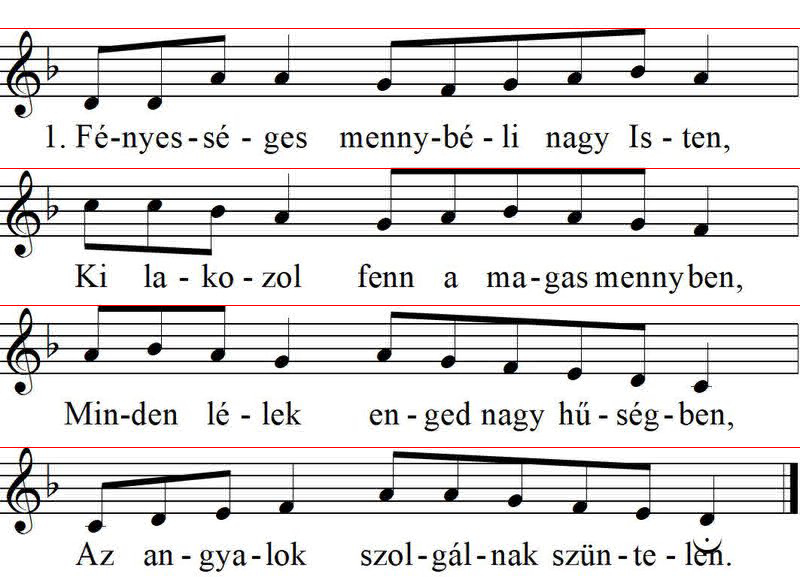 1. Fé-nyes-sé-ges menny-bé-li nagy Is-ten,
Ki la-ko-zol fenn a ma-gas mennyben,
Min-den lé-lek en-ged nagy hű-ség-ben,
Az an-gya-lok szol-gál-nak szün-te-len.